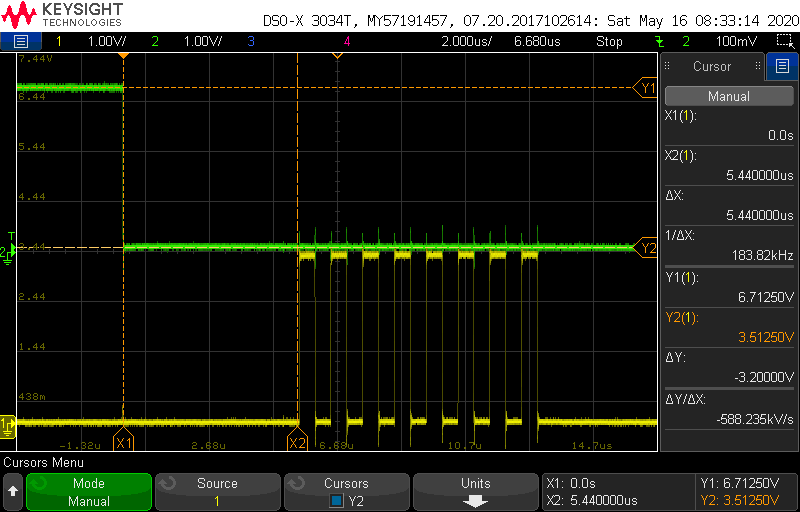 KEYSIGHT
TECHNOLOGIES
DSO-X 3034T, MY57191457, 07.20.2017102614: Sat May 16 08:33:14 2020
1 1.00V/ 2 1.00V/ 3 4 2.000us/ 6.680us Stop 2 100mV
7.44V
6.44
5.44
4.44
3.44
2.44
1.44
438m
-1.32u 2.68u 6.68u 10.7u 14.7us
T
2
1
Y1
Y2
X1
X2
Cursor
Manual
X1(1):
0.0s
X2(1):
5.440000us
ΔX:
5.440000us
1/ΔX:
183.82kHz
Y1(1):
6.71250V
Y2(1):
3.51250V
ΔY:
-3.20000V
ΔY/ΔX:
-588.235kV/s
Cursors Menu
Mode
Manual
Source
1
Cursors
Y2
Units
X1: 0.0s
X2: 5.440000us
Y1: 6.71250V
Y2: 3.51250V